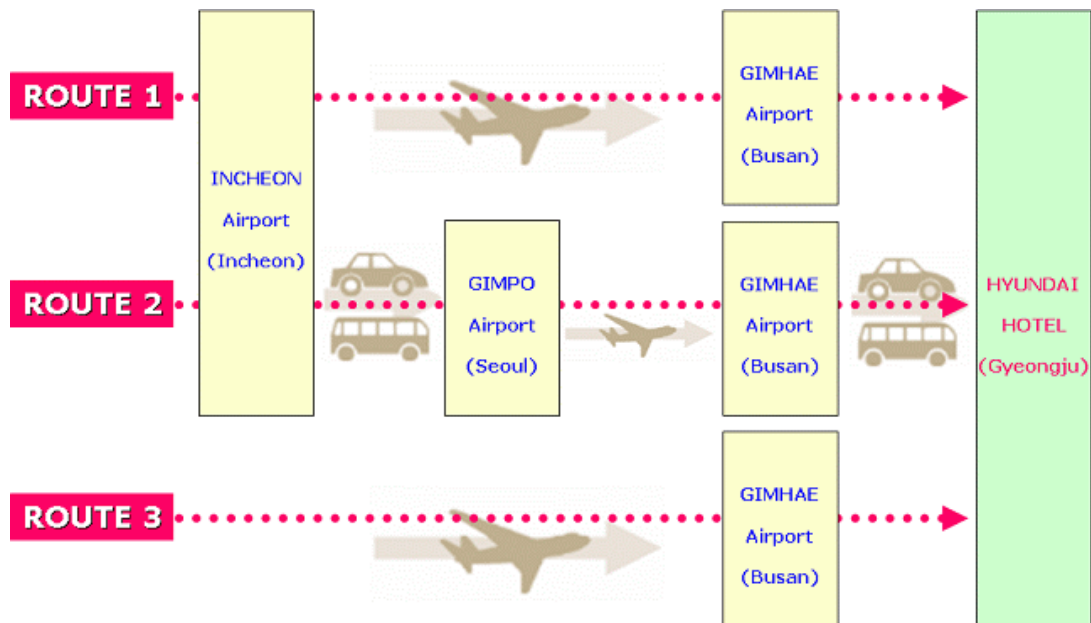 ROUTE 1
INCHEON
Airport
(Incheon)
GIMHAE
Airport
(Busan)
ROUTE 2
GIMPO
Airport
(Seoul)
GIMHAE
Airport
(Busan)
HYUNDAI
HOTEL
(Gyeongju)
ROUTE 3
GIMHAE
Airport
(Busan)